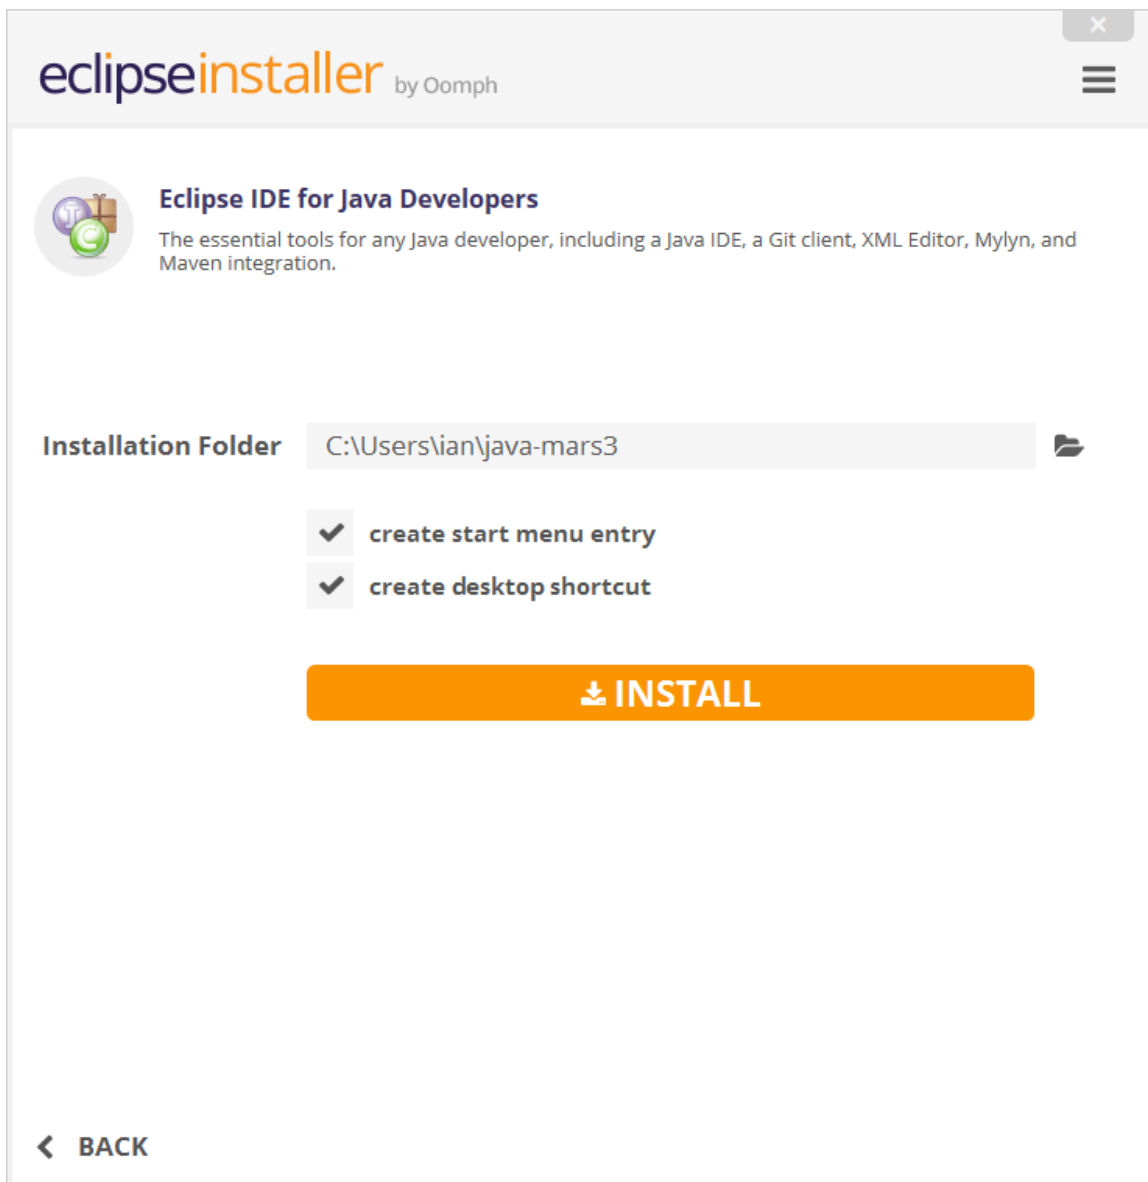 eclipseinstaller by Oomph
Eclipse IDE for Java Developers
The essential tools for any Java developer, including a Java IDE, a Git client, XML Editor, Mylyn, and
Maven integration.
Installation Folder C:\Users\ian\java-mars3
create start menu entry
create desktop shortcut
INSTALL
BACK